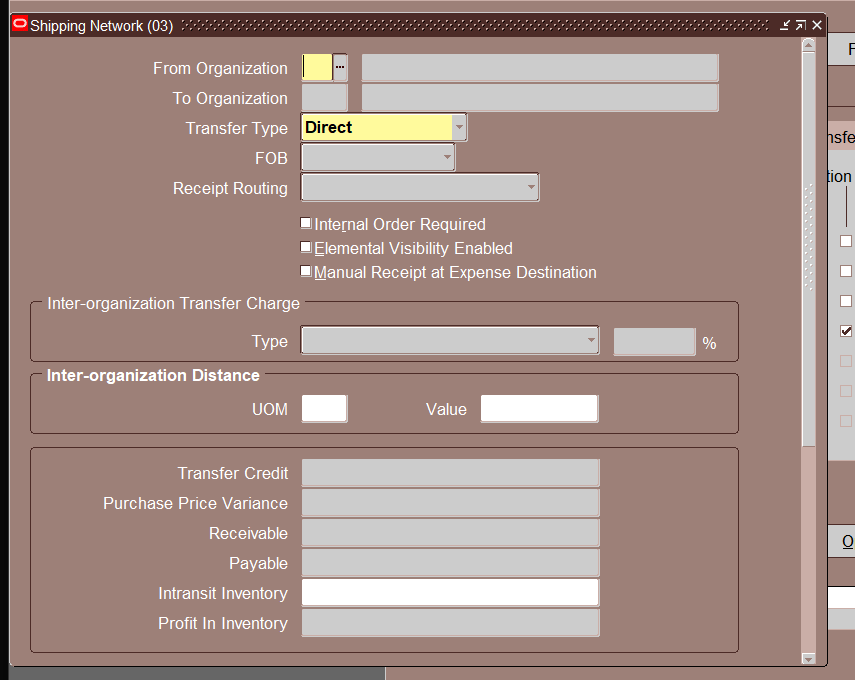 Shipping Network (03)
From Organization
To Organization
Transfer Type Direct
FOB
Receipt Routing
Internal Order Required
Elemental Visibility Enabled
Manual Receipt at Expense Destination
Inter-organization Transfer Charge
Type %
Inter-organization Distance
UOM Value
Transfer Credit
Purchase Price Variance
Receivable
Payable
Intransit Inventory
Profit In Inventory